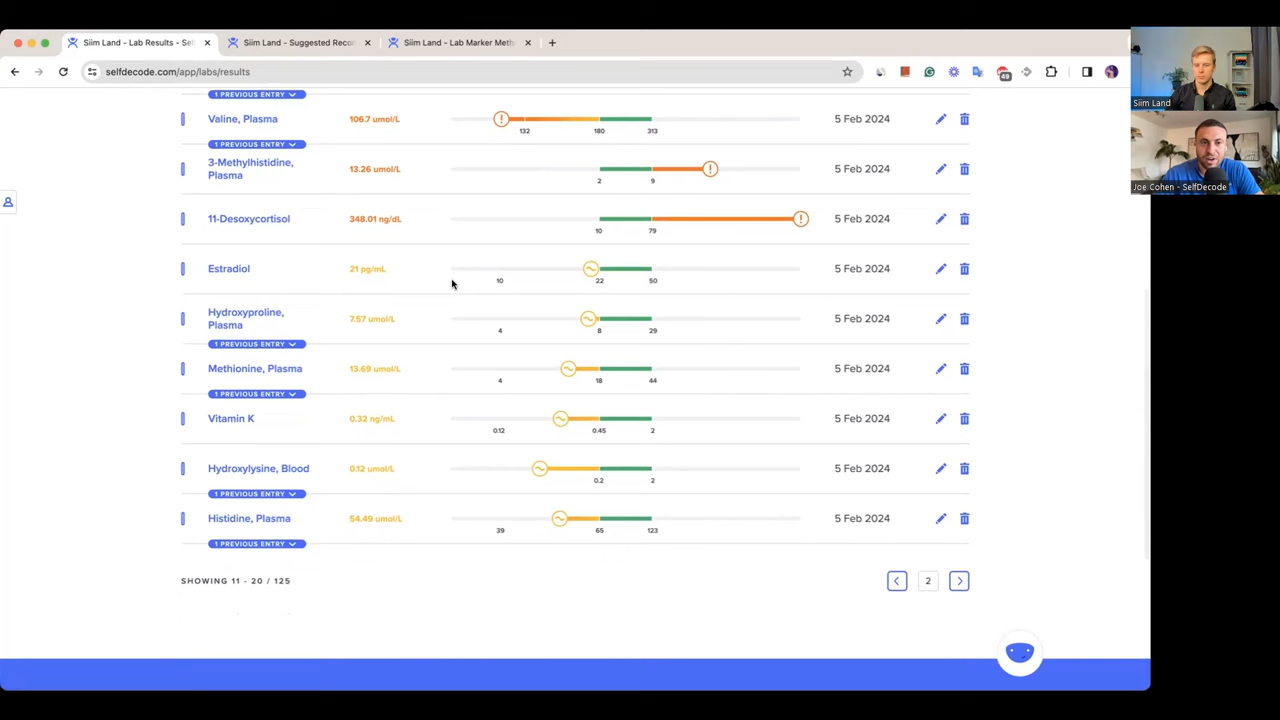 Siim Land - Lab Results - Sel
Siim Land - Suggested Recor
Siim Land - Lab Marker Meth
selfdecode.com/app/labs/results
49
Siim Land
Joe Cohen - SelfDecode
1 PREVIOUS ENTRY
Valine, Plasma
106.7 umol/L
132 180 313
5 Feb 2024
1 PREVIOUS ENTRY
3-Methylhistidine,
Plasma
13.26 umol/L
2 9
5 Feb 2024
11-Desoxycortisol
348.01 ng/dL
10 79
5 Feb 2024
Estradiol
21 pg/mL
10 22 50
5 Feb 2024
Hydroxyproline,
Plasma
7.57 umol/L
4 8 29
5 Feb 2024
1 PREVIOUS ENTRY
Methionine, Plasma
13.69 umol/L
4 18 44
5 Feb 2024
1 PREVIOUS ENTRY
Vitamin K
0.32 ng/mL
0.12 0.45 2
5 Feb 2024
Hydroxylysine, Blood
0.12 umol/L
0.2 2
5 Feb 2024
1 PREVIOUS ENTRY
Histidine, Plasma
54.49 umol/L
39 65 123
5 Feb 2024
1 PREVIOUS ENTRY
SHOWING 11 - 20 / 125
2